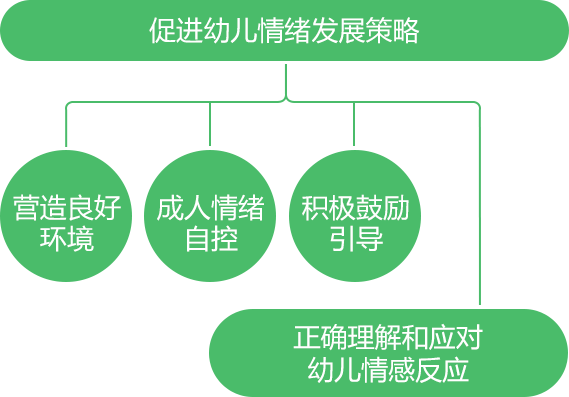 促进幼儿情绪发展策略
营造良好
环境
成人情绪
自控
积极鼓励
引导
正确理解和应对
幼儿情感反应